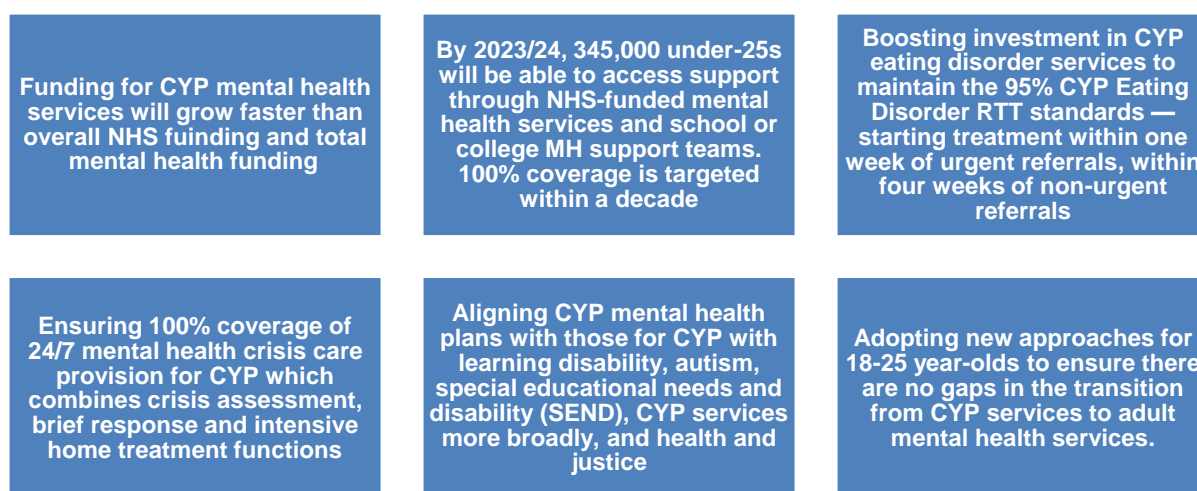 Funding for CYP mental health
services will grow faster than
overall NHS fuinding and total
mental health funding
By 2023/24, 345,000 under-25s
will be able to access support
through NHS-funded mental
health services and school or
college MH support teams.
100% coverage is targeted
within a decade
Boosting investment in CYP
eating disorder services to
maintain the 95% CYP Eating
Disorder RTT standards —
starting treatment within one
week of urgent referrals, within
four weeks of non-urgent
referrals
Ensuring 100% coverage of
24/7 mental health crisis care
provision for CYP which
combines crisis assessment,
brief response and intensive
home treatment functions
Aligning CYP mental health
plans with those for CYP with
learning disability, autism,
special educational needs and
disability (SEND), CYP services
more broadly, and health and
justice
Adopting new approaches for
18-25 year-olds to ensure there
are no gaps in the transition
from CYP services to adult
mental health services.